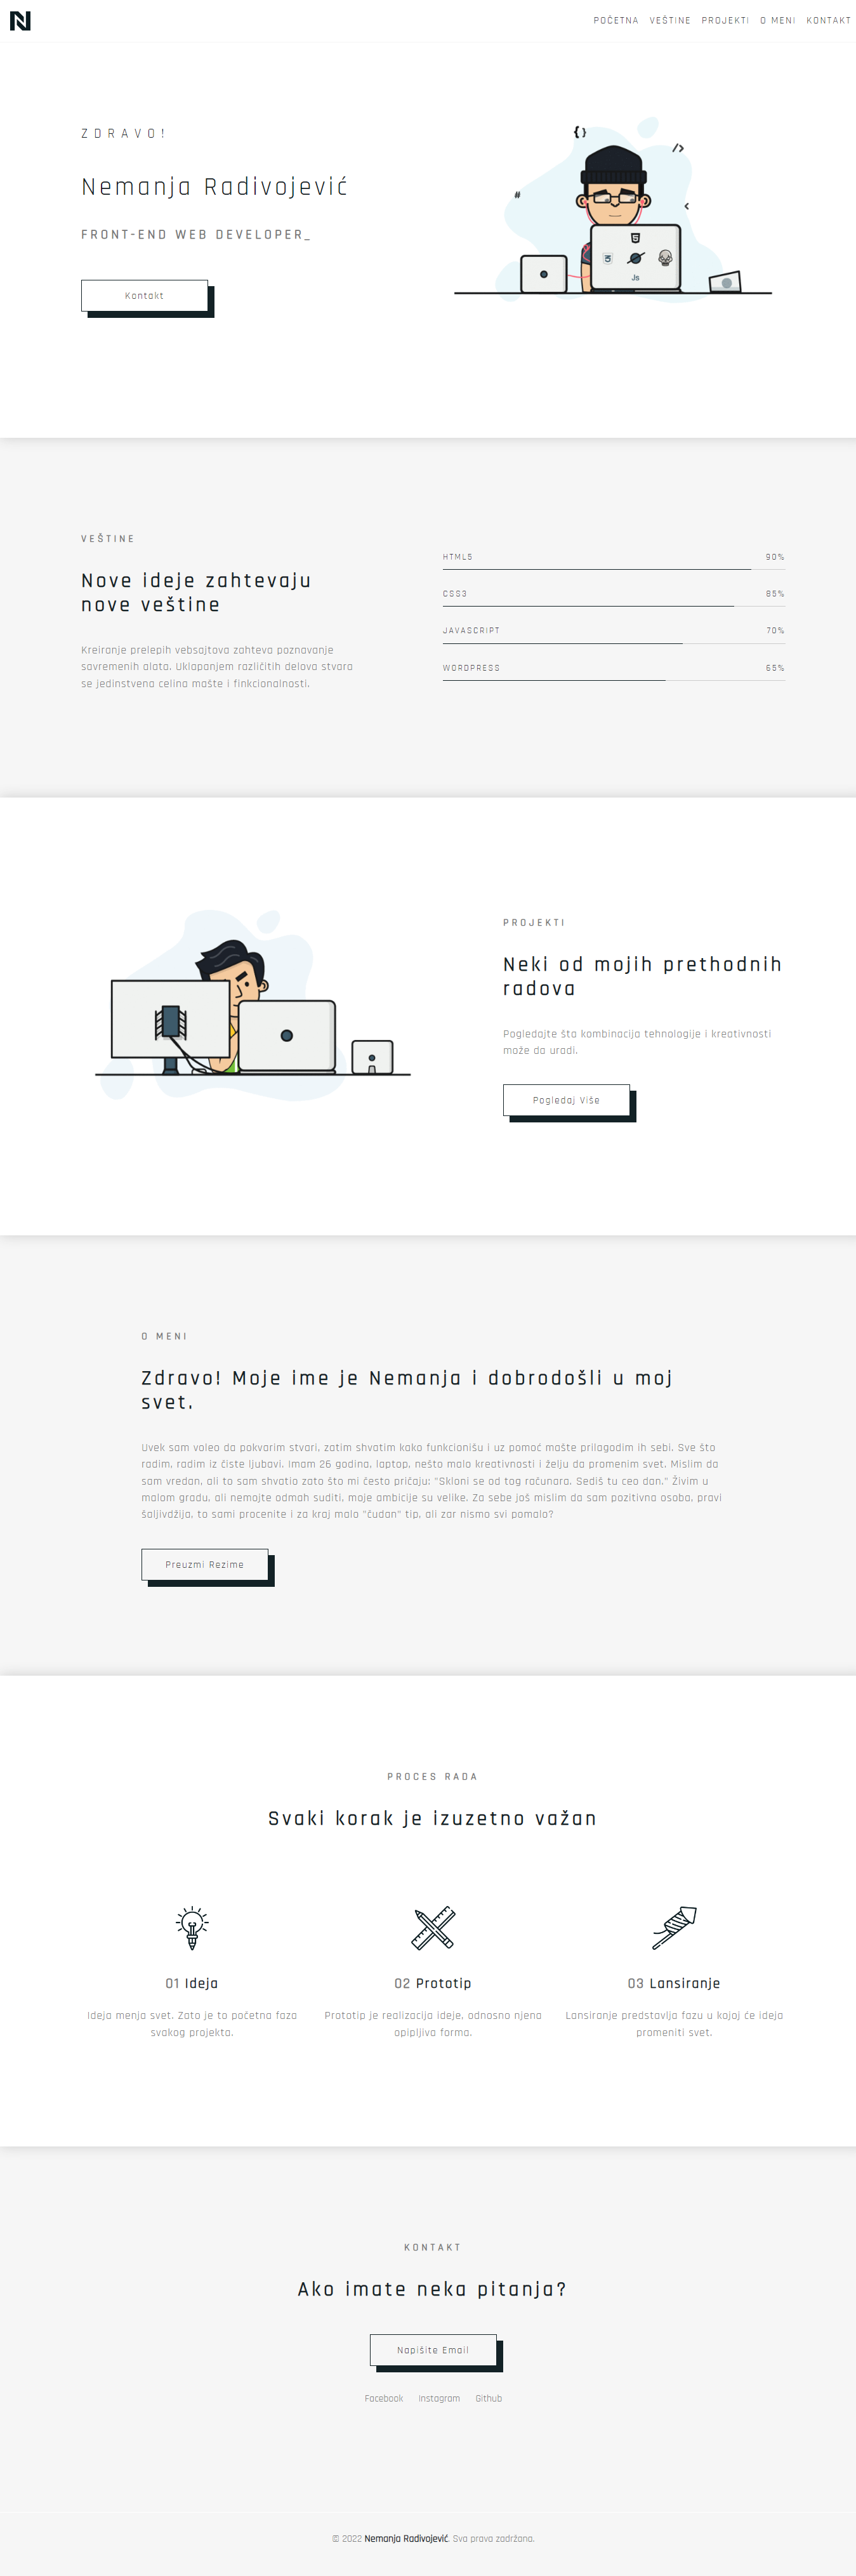 N
POČETNA VEŠTINE PROJEKTI O MENI KONTAKT
ZDRAVO!
{ }
/>
#
<
Nemanja Radivojević
FRONT-END WEB DEVELOPER_
5
3
Js
Kontakt
VEŠTINE
Nove ideje zahtevaju
nove veštine
Kreiranje prelepih vebsajtova zahteva poznavanje
savremenih alata. Uklapanjem različitih delova stvara
se jedinstvena celina mašte i finkcionalnosti.
HTML5 90%
CSS3 85%
JAVASCRIPT 70%
WORDPRESS 65%
PROJEKTI
Neki od mojih prethodnih
radova
Pogledajte šta kombinacija tehnologije i kreativnosti
može da uradi.
Pogledaj Više
O MENI
Zdravo! Moje ime je Nemanja i dobrodošli u moj
svet.
Uvek sam voleo da pokvarim stvari, zatim shvatim kako funkcionišu i uz pomoć mašte prilagodim ih sebi. Sve što
radim, radim iz čiste ljubavi. Imam 26 godina, laptop, nešto malo kreativnosti i želju da promenim svet. Mislim da
sam vredan, ali to sam shvatio zato što mi često pričaju: "Skloni se od tog računara. Sediš tu ceo dan." Živim u
malom gradu, ali nemojte odmah suditi, moje ambicije su velike. Za sebe još mislim da sam pozitivna osoba, pravi
šaljivdžija, to sami procenite i za kraj malo "čudan" tip, ali zar nismo svi pomalo?
Preuzmi Rezime
PROCES RADA
Svaki korak je izuzetno važan
01 Ideja
Ideja menja svet. Zato je to početna faza
svakog projekta.
02 Prototip
Prototip je realizacija ideje, odnosno njena
opipljiva forma.
03 Lansiranje
Lansiranje predstavlja fazu u kojoj će ideja
promeniti svet.
KONTAKT
Ako imate neka pitanja?
Napišite Email
Facebook Instagram Github
© 2022 Nemanja Radivojević. Sva prava zadržana.